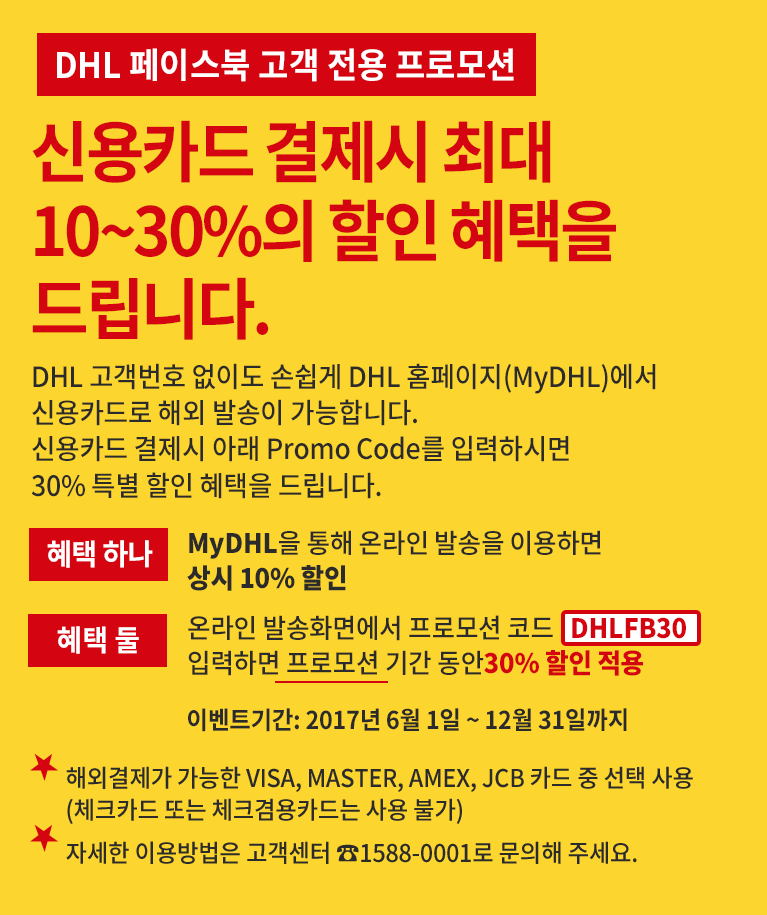 DHL 페이스북 고객 전용 프로모션
신용카드 결제시 최대
10~30%의 할인 혜택을
드립니다.
DHL 고객번호 없이도 손쉽게 DHL 홈페이지(MyDHL)에서
신용카드로 해외 발송이 가능합니다.
신용카드 결제시 아래 Promo Code를 입력하시면
30% 특별 할인 혜택을 드립니다.
혜택 하나
MyDHL을 통해 온라인 발송을 이용하면
상시 10% 할인
혜택 둘
온라인 발송화면에서 프로모션 코드 DHLFB30
입력하면 프로모션 기간 동안30% 할인 적용
이벤트기간: 2017년 6월 1일 ~ 12월 31일까지
★ 해외결제가 가능한 VISA, MASTER, AMEX, JCB 카드 중 선택 사용
(체크카드 또는 체크겸용카드는 사용 불가)
★ 자세한 이용방법은 고객센터 ☎1588-0001로 문의해 주세요.